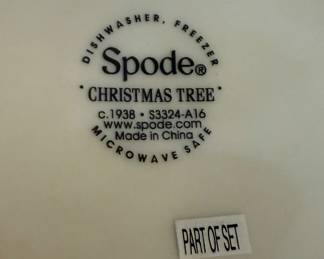 DISHWASHER, FREEZER
Spode®
· CHRISTMAS TREE ·
c.1938 • S3324-A16
www.spode.com
Made in China
MICROWAVE SAFE
PART OF SET